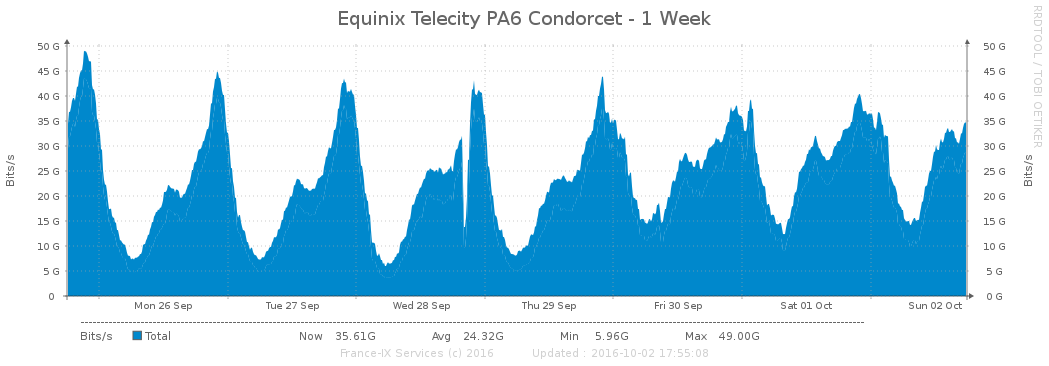 Equinix Telecity PA6 Condorcet - 1 Week
RRDTOOL / TOBI OETIKER
Bits/s
50 G 50 G
45 G 45 G
40 G 40 G
35 G 35 G
30 G 30 G
25 G 25 G
20 G 20 G
15 G 15 G
10 G 10 G
5 G 5 G
0 0 G
Bits/s
Mon 26 Sep Tue 27 Sep Wed 28 Sep Thu 29 Sep Fri 30 Sep Sat 01 Oct Sun 02 Oct
Bits/s Total Now 35.61G Avg 24.32G Min 5.96G Max 49.00G
France-IX Services (c) 2016 Updated : 2016-10-02 17:55:08